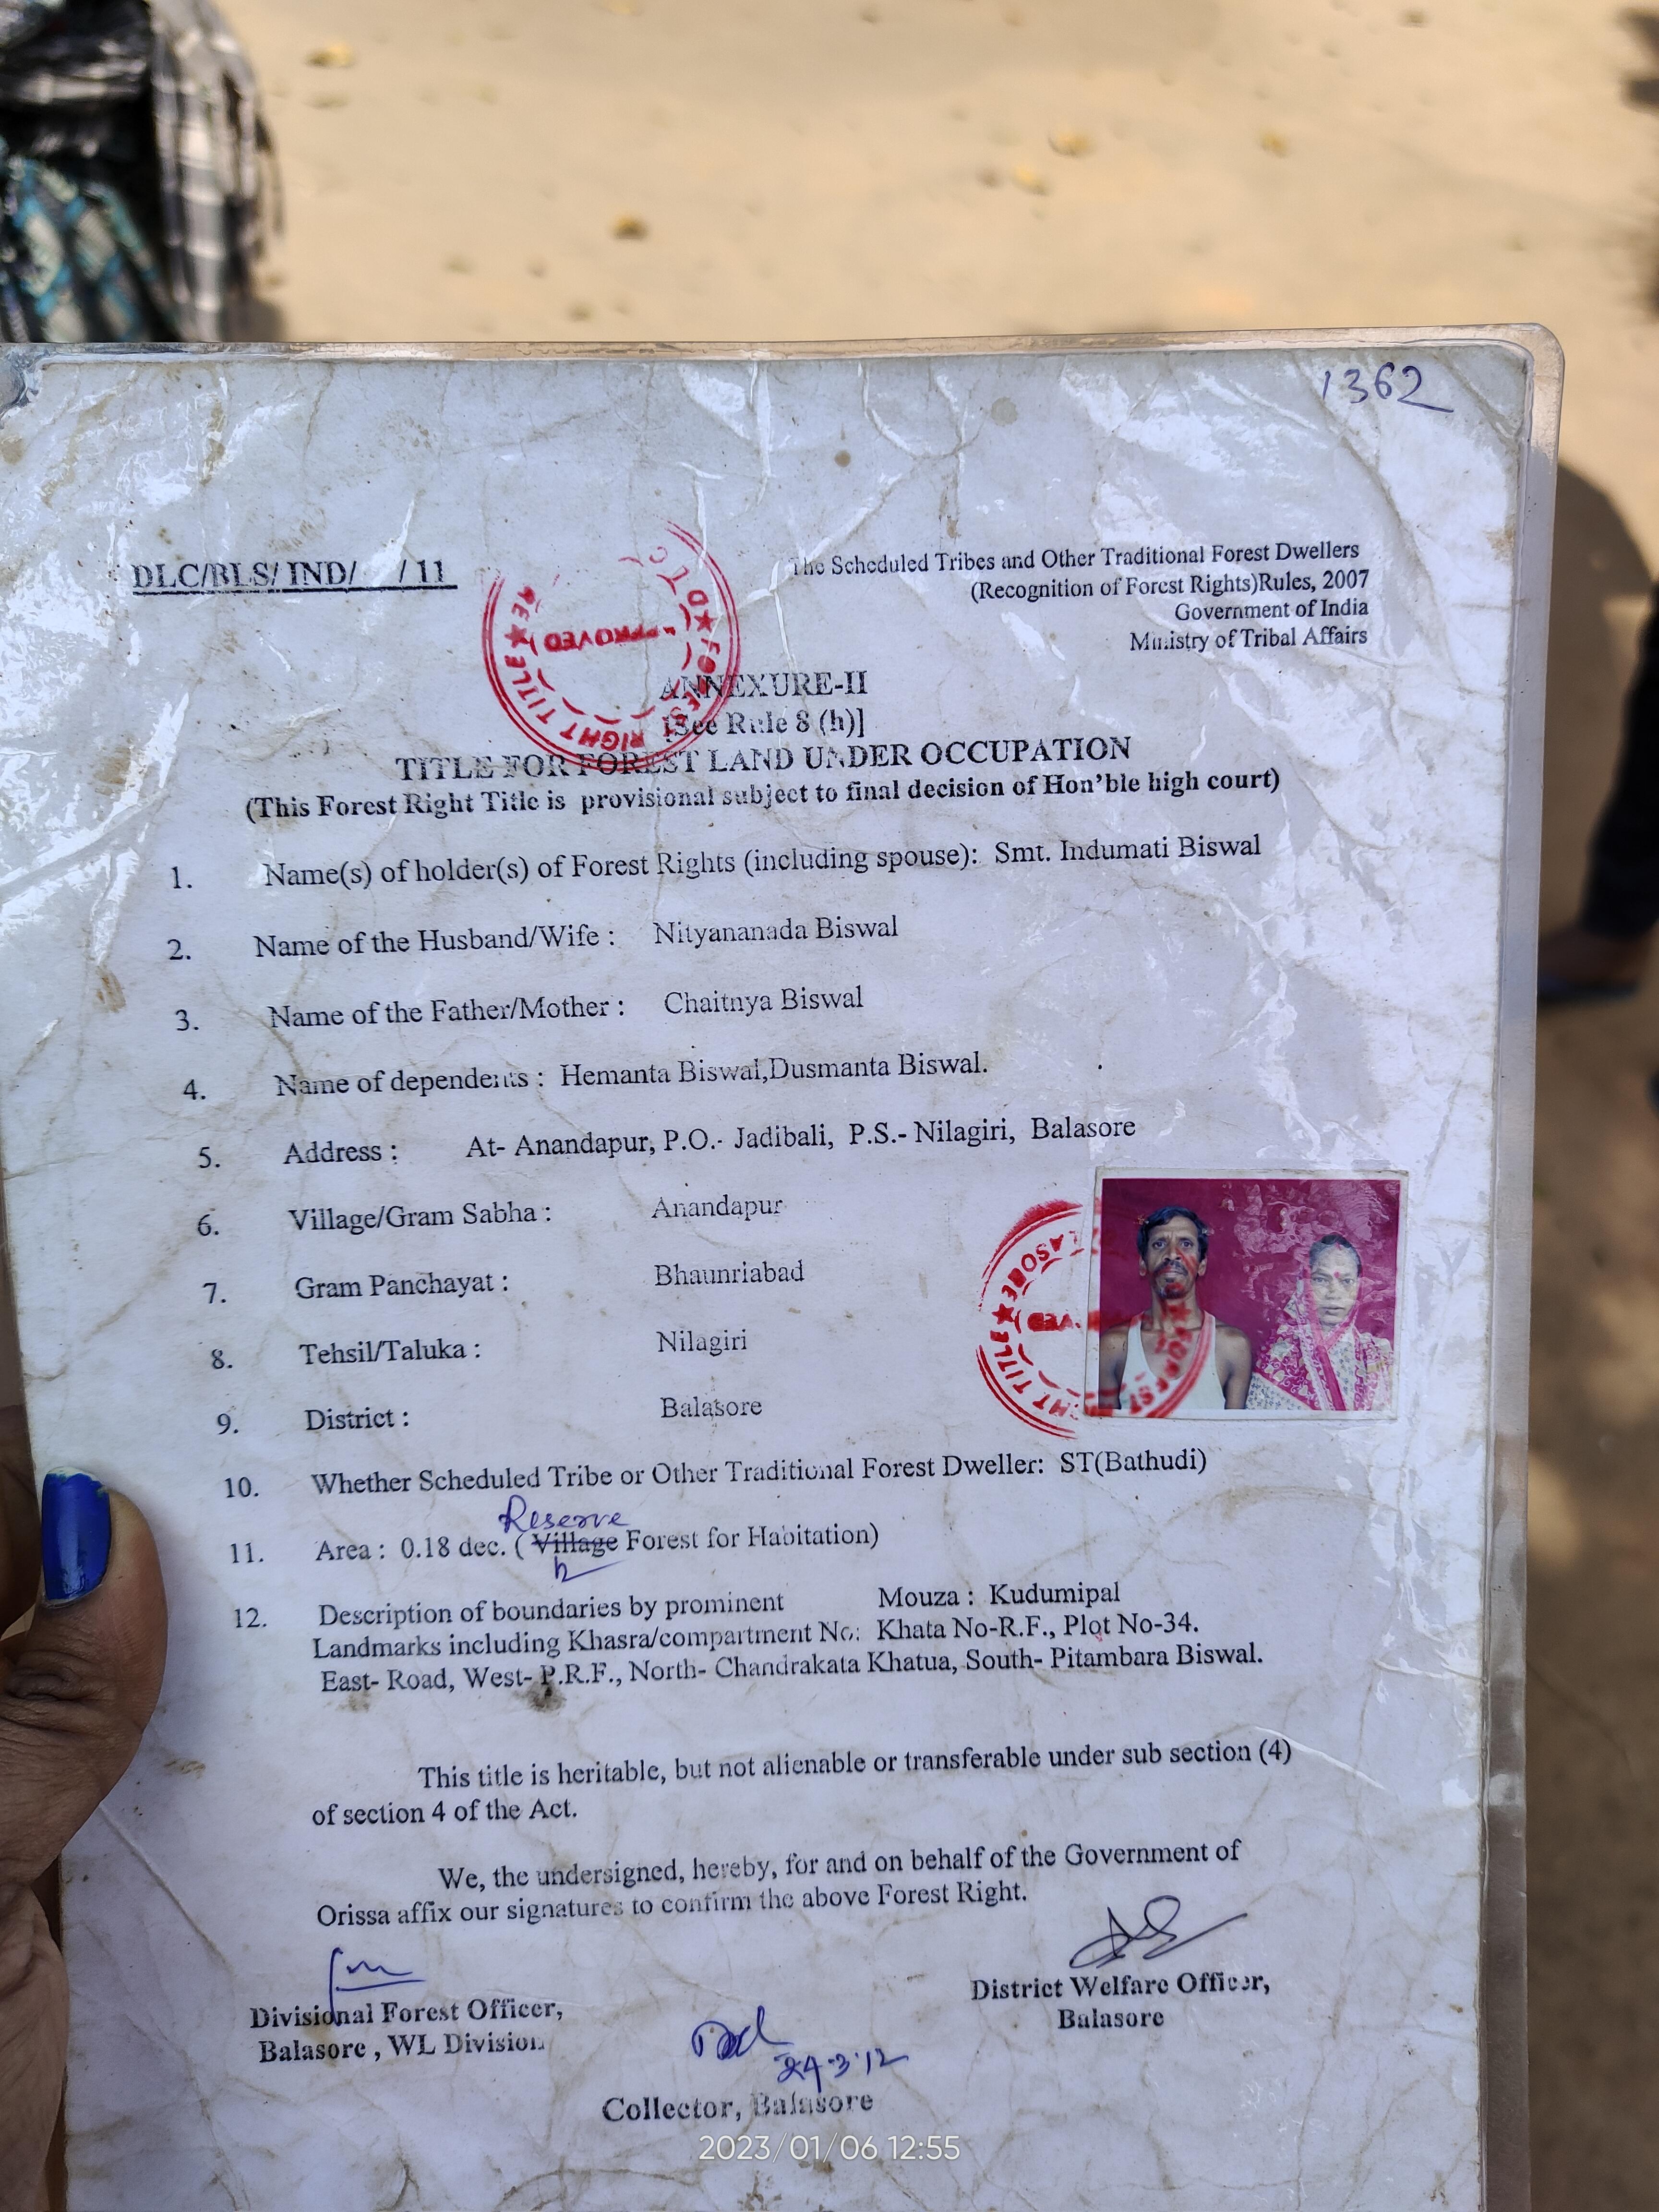 1362
DLC/BLS/ IND/ / 11
The Scheduled Tribes and Other Traditional Forest Dwellers
(Recognition of Forest Rights)Rules, 2007
Government of India
Ministry of Tribal Affairs
FOREST RIGHT TITLE
APPROVED
ANNEXURE-II
[See Rule 8 (h)]
TITLE FOR FOREST LAND UNDER OCCUPATION
(This Forest Right Title is provisional subject to final decision of Hon'ble high court)
1. Name(s) of holder(s) of Forest Rights (including spouse): Smt. Indumati Biswal
2. Name of the Husband/Wife : Nityananada Biswal
3. Name of the Father/Mother : Chaitnya Biswal
4. Name of dependents : Hemanta Biswal,Dusmanta Biswal.
5. Address : At- Anandapur, P.O.- Jadibali, P.S.- Nilagiri, Balasore
6. Village/Gram Sabha : Anandapur
7. Gram Panchayat : Bhaunriabad
8. Tehsil/Taluka : Nilagiri
9. District : Balasore
10. Whether Scheduled Tribe or Other Traditional Forest Dweller: ST(Bathudi)
Reserve
11. Area : 0.18 dec. ( Village Forest for Habitation)
12. Description of boundaries by prominent Mouza : Kudumipal
Landmarks including Khasra/compartment No: Khata No-R.F., Plot No-34.
East- Road, West- P.R.F., North- Chandrakata Khatua, South- Pitambara Biswal.
This title is heritable, but not alienable or transferable under sub section (4)
of section 4 of the Act.
We, the undersigned, hereby, for and on behalf of the Government of
Orissa affix our signatures to confirm the above Forest Right.
Divisional Forest Officer,
Balasore , WL Division
District Welfare Officer,
Balasore
24.3.12
Collector, Balasore
2023/01/06 12:55